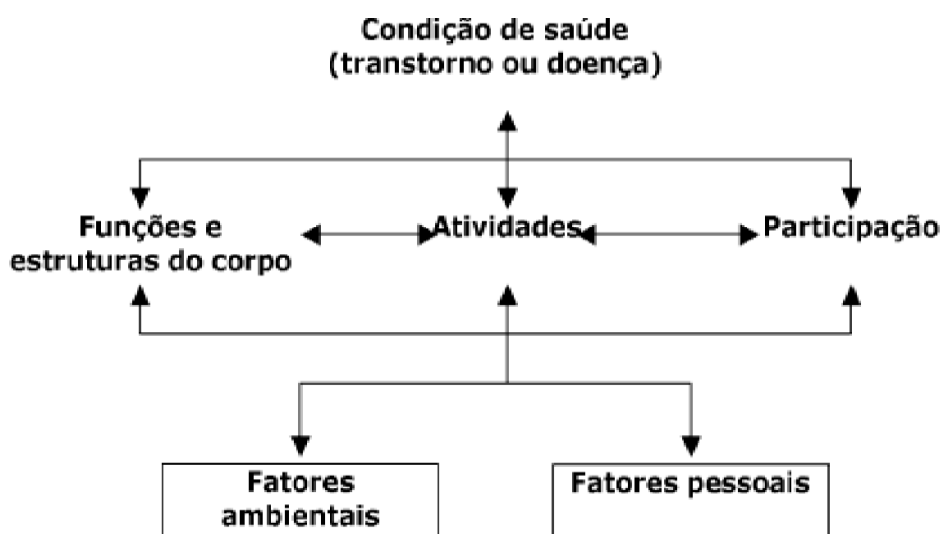 Condição de saúde
(transtorno ou doença)
Funções e
estruturas do corpo
Atividades
Participação
Fatores
ambientais
Fatores pessoais